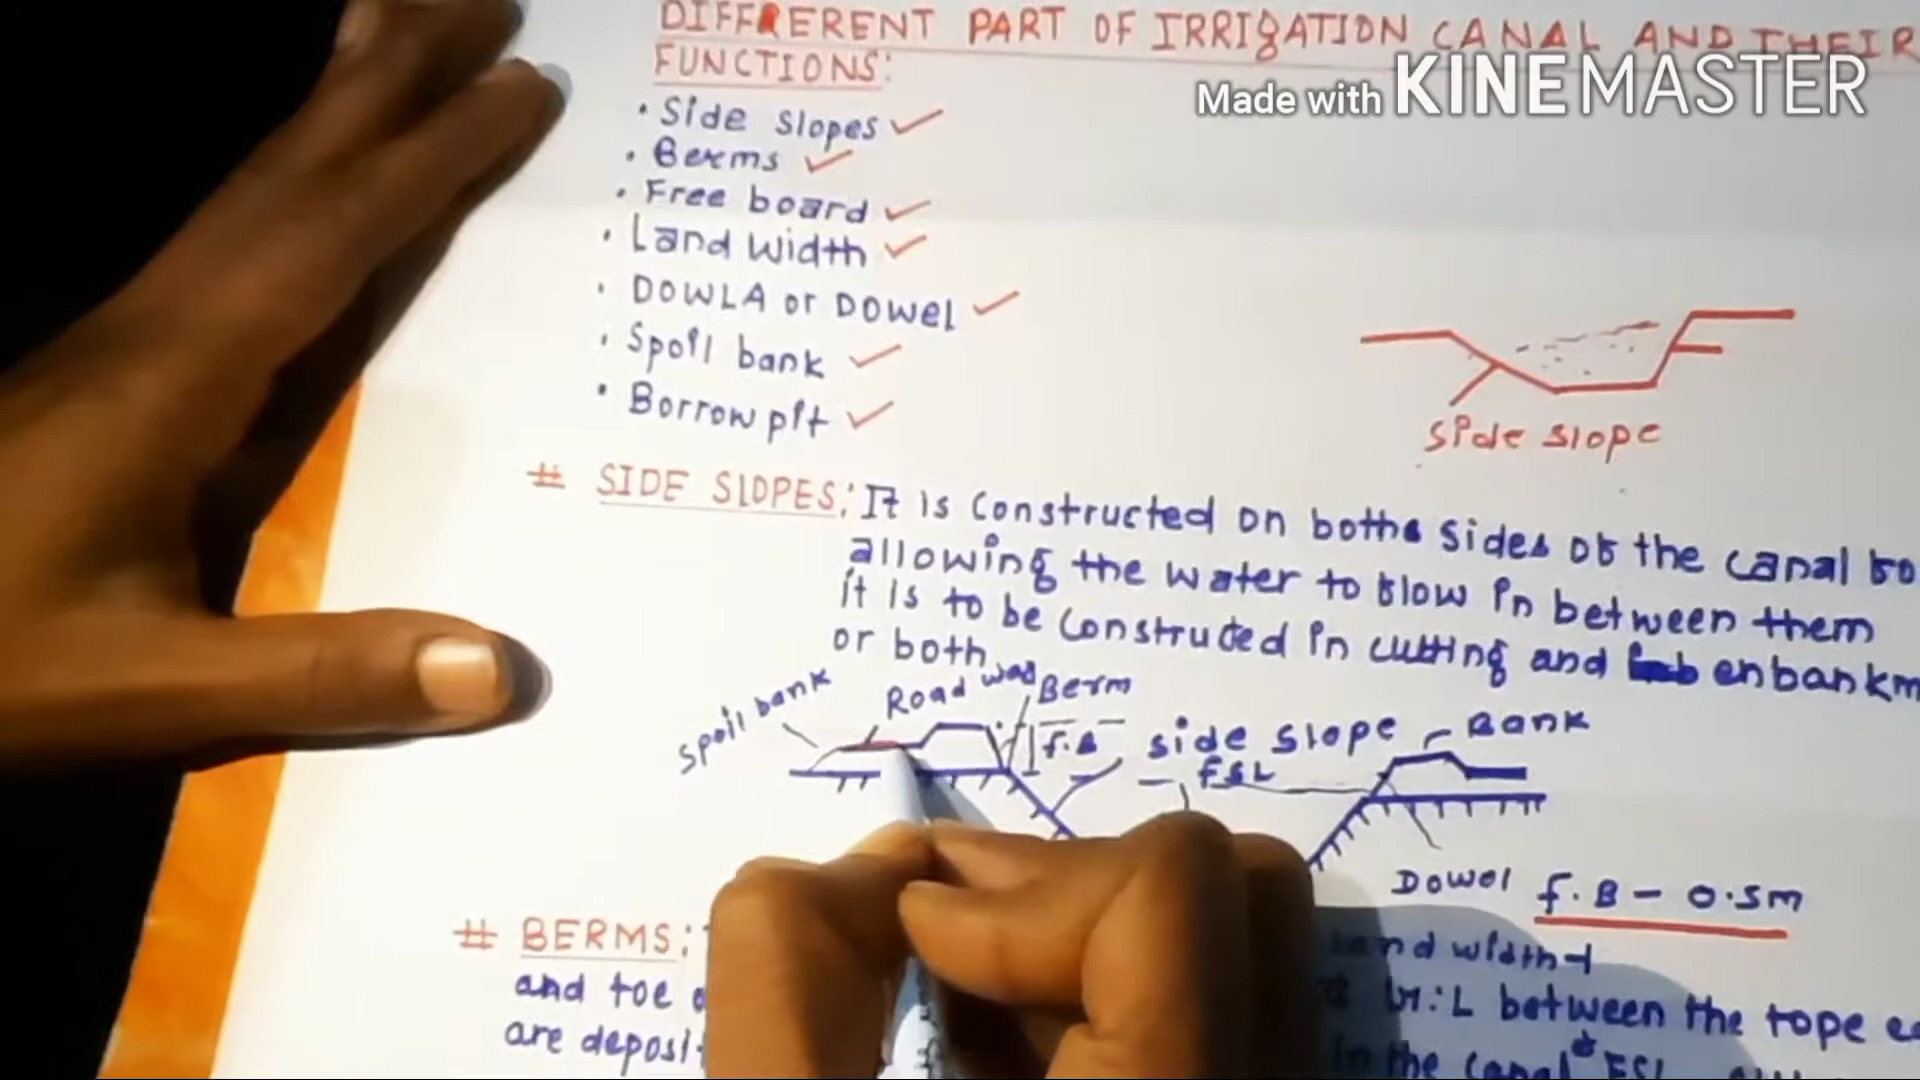 DIFFERENT PART OF IRRIgATION CANAL AND THEIR
FUNCTIONS:
Made with KINEMASTER
• Side slopes ✓
• Berms ✓
• Free board ✓
• Land width ✓
• DOWLA or DOWel ✓
• Spoil bank ✓
• Borrow pit ✓
side slope
# SIDE SLOPES: It is constructed on both sides of the canal for
allowing the water to flow in between them
it is to be constructed in cutting and enbankm
or both
Spoil bank
Road way
Berm
f.B
side slope
FSL
Bank
Dowel
f.B - 0.5m
# BERMS:
and toe
are deposit
land width
between the tope
in the canal FSL